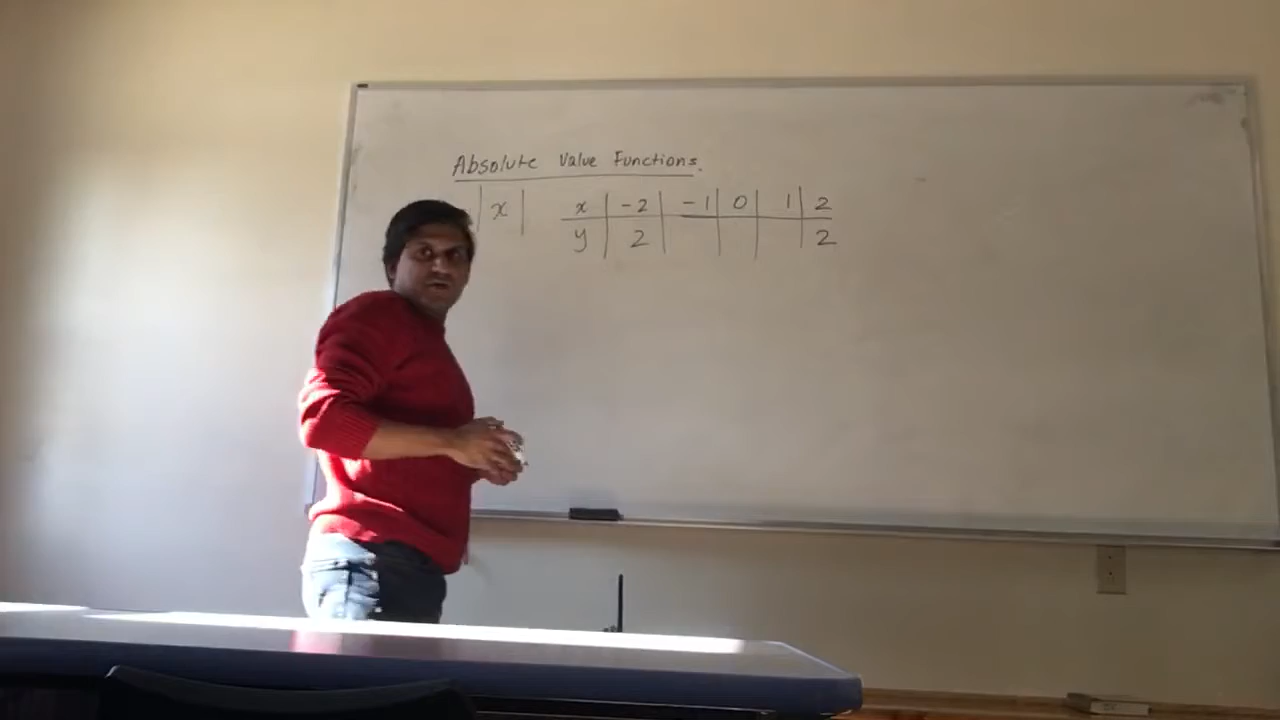 Absolute Value Functions.
|x| x | -2 | -1 | 0 | 1 | 2
y | 2 | | | | 2